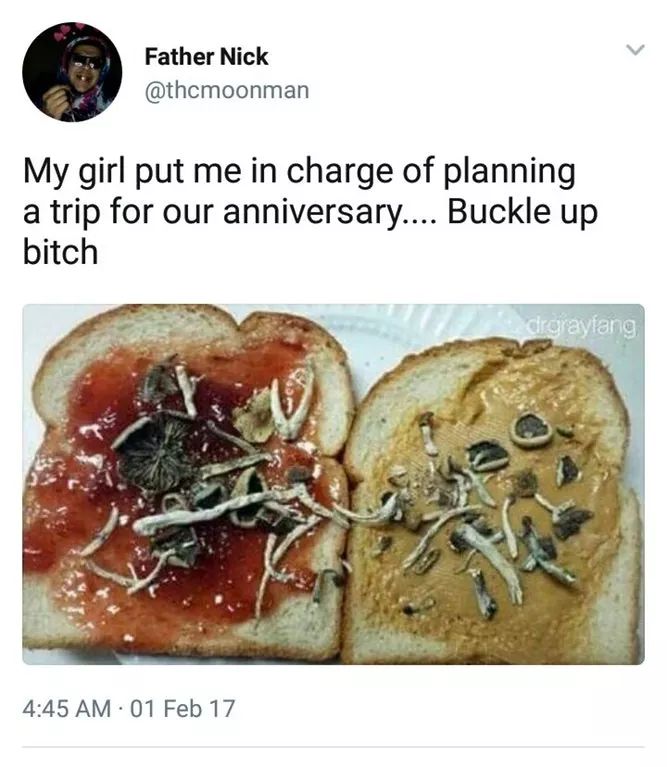 Father Nick
@thcmoonman
My girl put me in charge of planning
a trip for our anniversary.... Buckle up
bitch
drgrayfang
4:45 AM · 01 Feb 17